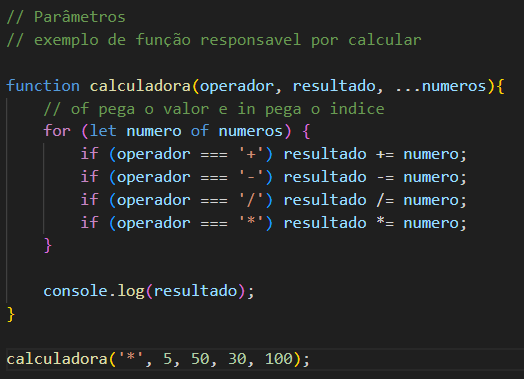 // Parâmetros
// exemplo de função responsavel por calcular
function calculadora(operador, resultado, ...numeros){
// of pega o valor e in pega o indice
for (let numero of numeros) {
if (operador === '+') resultado += numero;
if (operador === '-') resultado -= numero;
if (operador === '/') resultado /= numero;
if (operador === '*') resultado *= numero;
}
console.log(resultado);
}
calculadora('*', 5, 50, 30, 100);